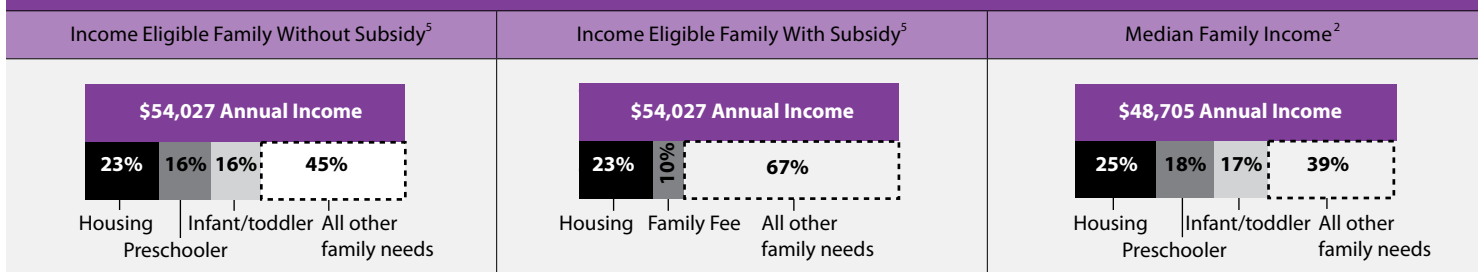 Income Eligible Family Without Subsidy5
Income Eligible Family With Subsidy5
Median Family Income2
$54,027 Annual Income
23% 16% 16% 45%
Housing Infant/toddler All other
Preschooler family needs
$54,027 Annual Income
23% 10% 67%
Housing Family Fee All other
family needs
$48,705 Annual Income
25% 18% 17% 39%
Housing Infant/toddler All other
Preschooler family needs